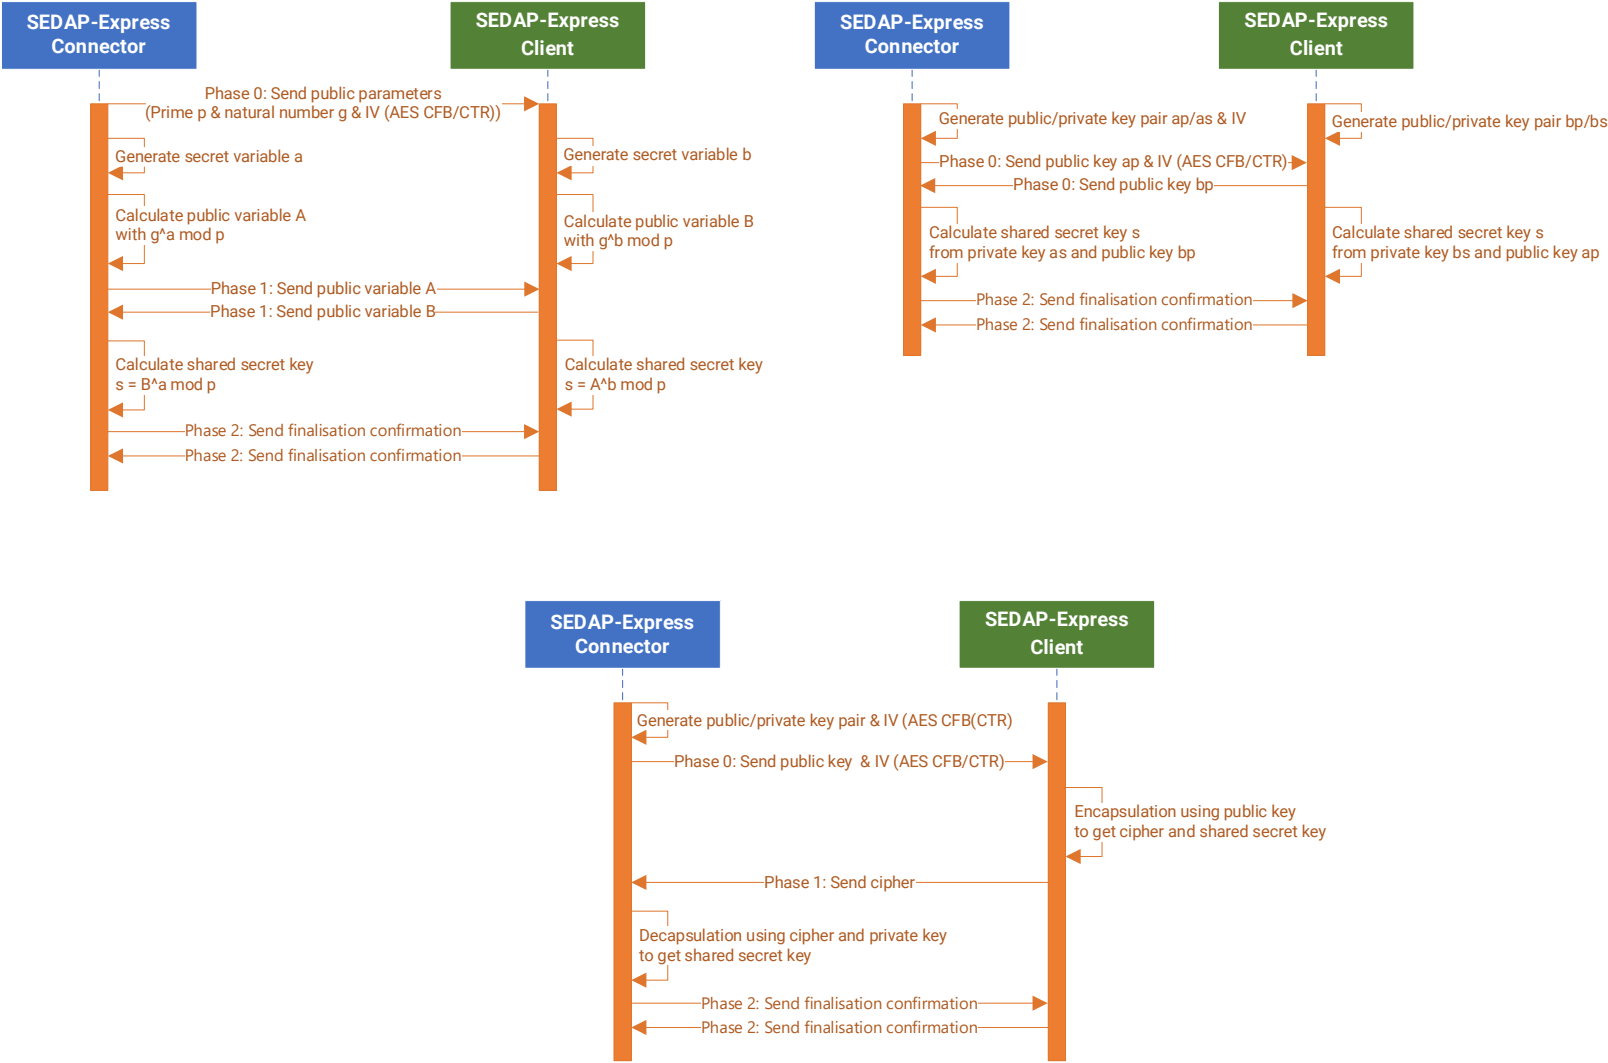 SEDAP-Express
Connector
SEDAP-Express
Client
Phase 0: Send public parameters
(Prime p & natural number g & IV (AES CFB/CTR))
Generate secret variable a
Generate secret variable b
Calculate public variable A
with g^a mod p
Calculate public variable B
with g^b mod p
Phase 1: Send public variable A
Phase 1: Send public variable B
Calculate shared secret key
s = B^a mod p
Calculate shared secret key
s = A^b mod p
Phase 2: Send finalisation confirmation
Phase 2: Send finalisation confirmation
SEDAP-Express
Connector
SEDAP-Express
Client
Generate public/private key pair ap/as & IV
Generate public/private key pair bp/bs
Phase 0: Send public key ap & IV (AES CFB/CTR)
Phase 0: Send public key bp
Calculate shared secret key s
from private key as and public key bp
Calculate shared secret key s
from private key bs and public key ap
Phase 2: Send finalisation confirmation
Phase 2: Send finalisation confirmation
SEDAP-Express
Connector
SEDAP-Express
Client
Generate public/private key pair & IV (AES CFB(CTR)
Phase 0: Send public key & IV (AES CFB/CTR)
Encapsulation using public key
to get cipher and shared secret key
Phase 1: Send cipher
Decapsulation using cipher and private key
to get shared secret key
Phase 2: Send finalisation confirmation
Phase 2: Send finalisation confirmation